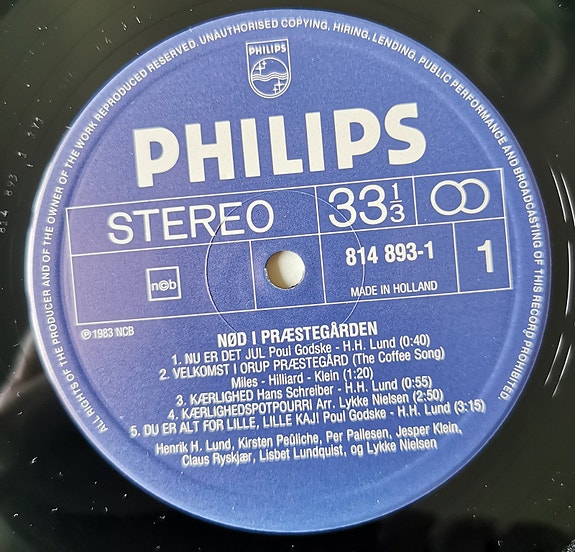 ALL RIGHTS OF THE PRODUCER AND OF THE OWNER OF THE WORK REPRODUCED RESERVED. UNAUTHORISED COPYING, HIRING, LENDING, PUBLIC PERFORMANCE AND BROADCASTING OF THIS RECORD PROHIBITED.
PHILIPS
PHILIPS
STEREO
33 1/3
814 893-1
1
ncb
MADE IN HOLLAND
℗ 1983 NCB
NØD I PRÆSTEGÅRDEN
1. NU ER DET JUL Poul Godske - H.H. Lund (0:40)
2. VELKOMST I ORUP PRÆSTEGÅRD (The Coffee Song)
Miles - Hilliard - Klein (1:20)
3. KÆRLIGHED Hans Schreiber - H.H. Lund (0:55)
4. KÆRLIGHEDSPOTPOURRI Arr. Lykke Nielsen (2:50)
5. DU ER ALT FOR LILLE, LILLE KAJ! Poul Godske - H.H. Lund (3:15)
Henrik H. Lund, Kirsten Peüliche, Per Pallesen, Jesper Klein,
Claus Ryskjær, Lisbet Lundquist, og Lykke Nielsen